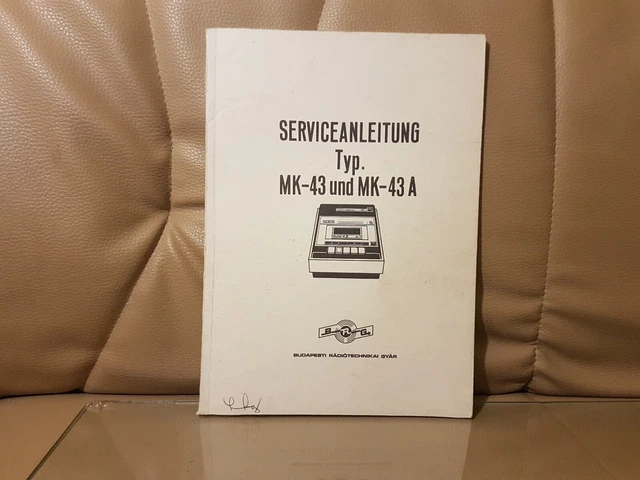 SERVICEANLEITUNG
Typ.
MK-43 und MK-43 A
B R G
BUDAPESTI RÁDIÓTECHNIKAI GYÁR